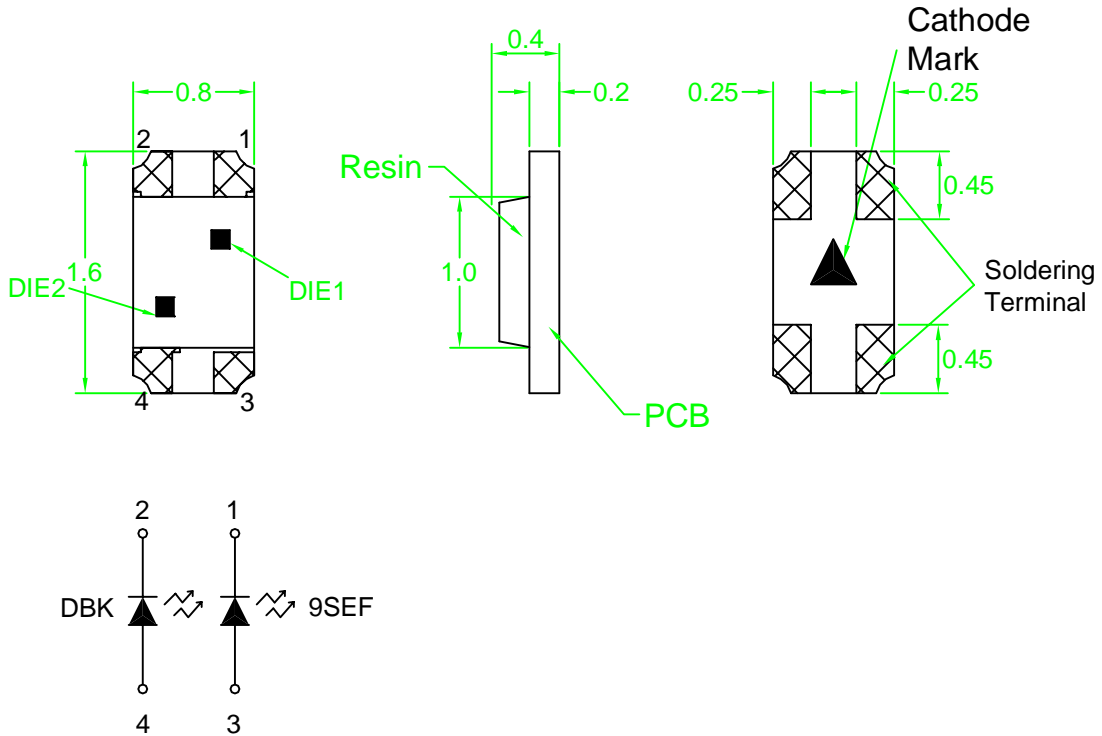 0.8
2
1
1.6
DIE1
DIE2
4
3
0.4
0.2
Resin
1.0
PCB
Cathode
Mark
0.25
0.25
0.45
0.45
Soldering
Terminal
2
1
DBK
9SEF
4
3